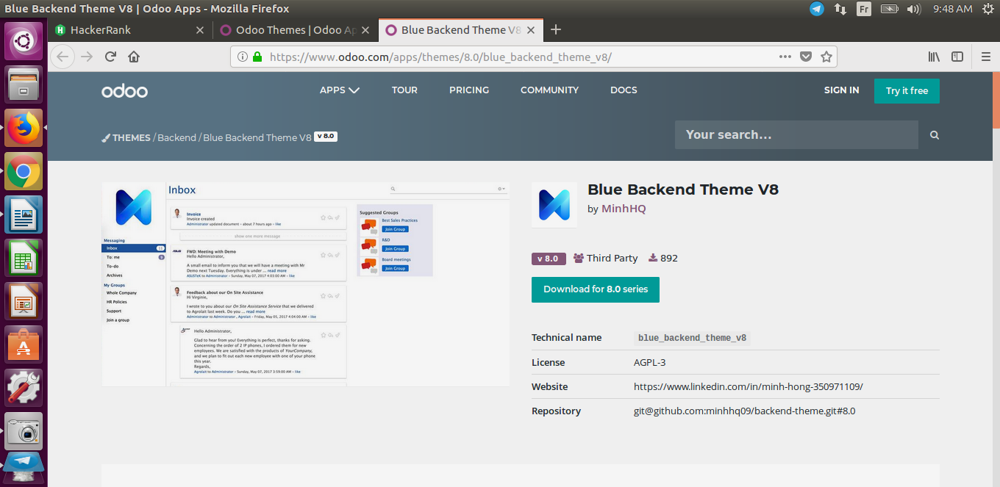 Blue Backend Theme V8 | Odoo Apps - Mozilla Firefox
Fr
9:48 AM
HackerRank
Odoo Themes | Odoo Ap
Blue Backend Theme V8
https://www.odoo.com/apps/themes/8.0/blue_backend_theme_v8/
odoo
APPS
TOUR
PRICING
COMMUNITY
DOCS
SIGN IN
Try it free
THEMES / Backend / Blue Backend Theme V8 v 8.0
Your search...
Inbox
Messaging
Inbox 11
To: me
To-do
Archives
My Groups
Whole Company
HR Policies
Support
Join a group
Invoice
Invoice created
Administrator updated document - about 7 hours ago - like
show one more message
FWD: Meeting with Demo
Hello Administrator,
A small email to inform you that we will have a meeting with Mr
Demo next Tuesday. Everything is under ... read more
ASUSTeK to Administrator - Sunday, May 07, 2017 4:03:00 AM - like
Feedback about our On Site Assistance
Hi Virginie,
I wrote to you about our On Site Assistance Service that we delivered
to Agrolait last week. Do you ... read more
Administrator to Administrator , Agrolait - Friday, May 05, 2017 4:04:00 AM - like
Hello Administrator,
Glad to hear from you! Everything is perfect, thanks for asking.
Concerning the order of 2 IP phones, I ordered them for new
employees. We are satisfied with the products of YourCompany,
and we plan to fit out each new employee with one of your phone
this year.
Regards,
Agrolait to Administrator - Sunday, May 07, 2017 3:59:00 AM - like
Suggested Groups
Best Sales Practices
Join Group
R&D
Join Group
Board meetings
Join Group
Blue Backend Theme V8
by MinhHQ
v 8.0 Third Party 892
Download for 8.0 series
Technical name blue_backend_theme_v8
License AGPL-3
Website https://www.linkedin.com/in/minh-hong-350971109/
Repository git@github.com:minhhq09/backend-theme.git#8.0